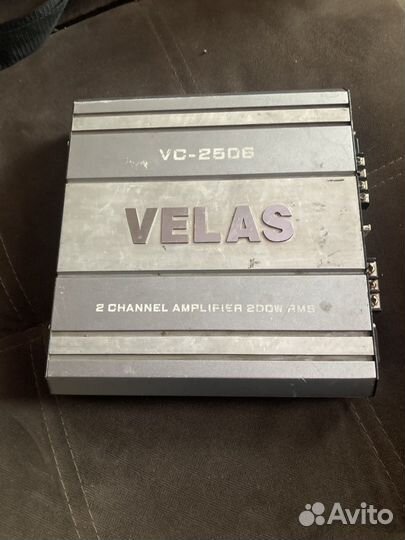 VC-2506
VELAS
2 CHANNEL AMPLIFIER 200W RMS
Avito